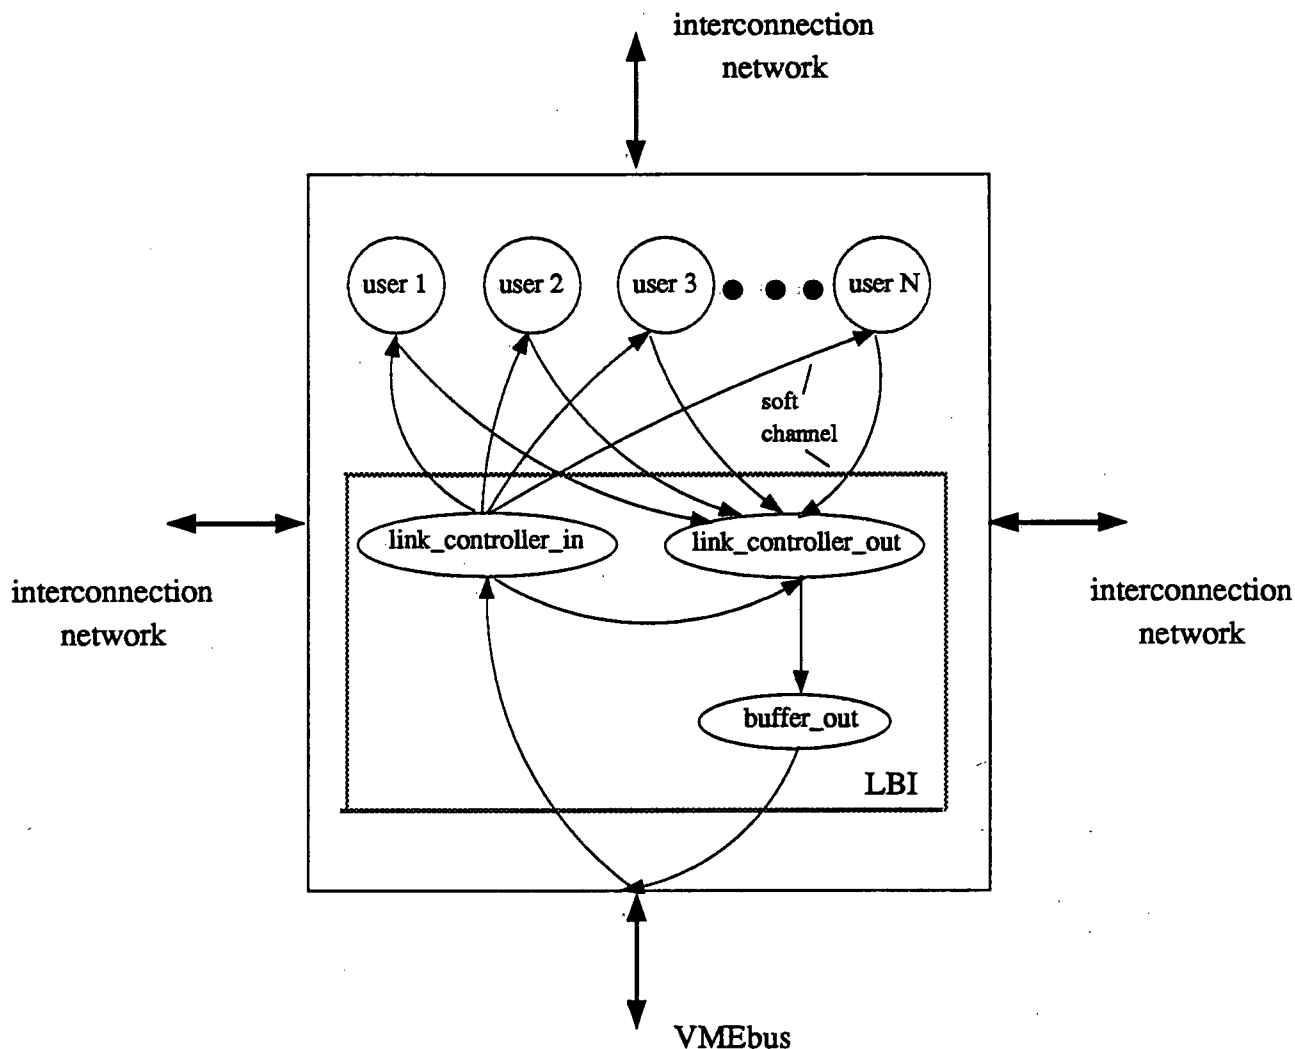 interconnection
network
user 1
user 2
user 3
user N
soft
channel
link_controller_in
link_controller_out
interconnection
network
interconnection
network
buffer_out
LBI
VMEbus